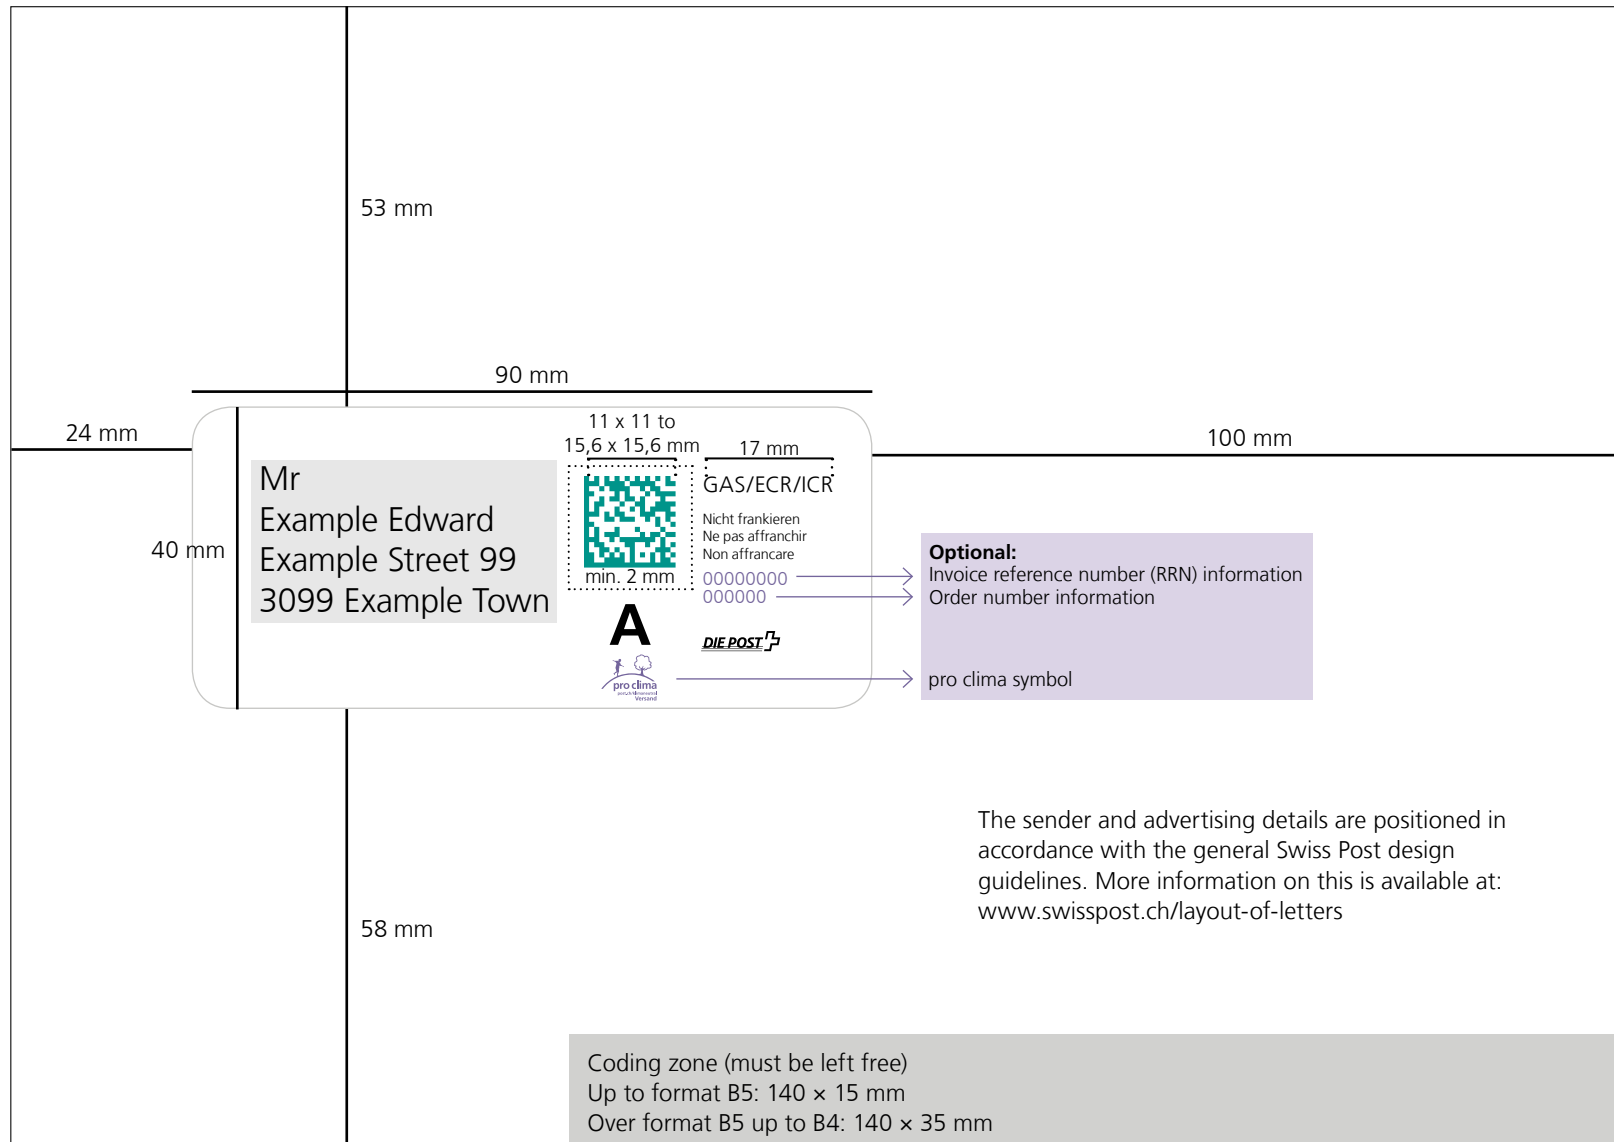 53 mm
90 mm
24 mm
11 x 11 to
15,6 x 15,6 mm
17 mm
100 mm
Mr
Example Edward
Example Street 99
3099 Example Town
40 mm
GAS/ECR/ICR
Nicht frankieren
Ne pas affranchir
Non affrancare
min. 2 mm
00000000
000000
A
DIE POST
pro clima
Versand
Optional:
Invoice reference number (RRN) information
Order number information
pro clima symbol
The sender and advertising details are positioned in
accordance with the general Swiss Post design
guidelines. More information on this is available at:
www.swisspost.ch/layout-of-letters
58 mm
Coding zone (must be left free)
Up to format B5: 140 × 15 mm
Over format B5 up to B4: 140 × 35 mm